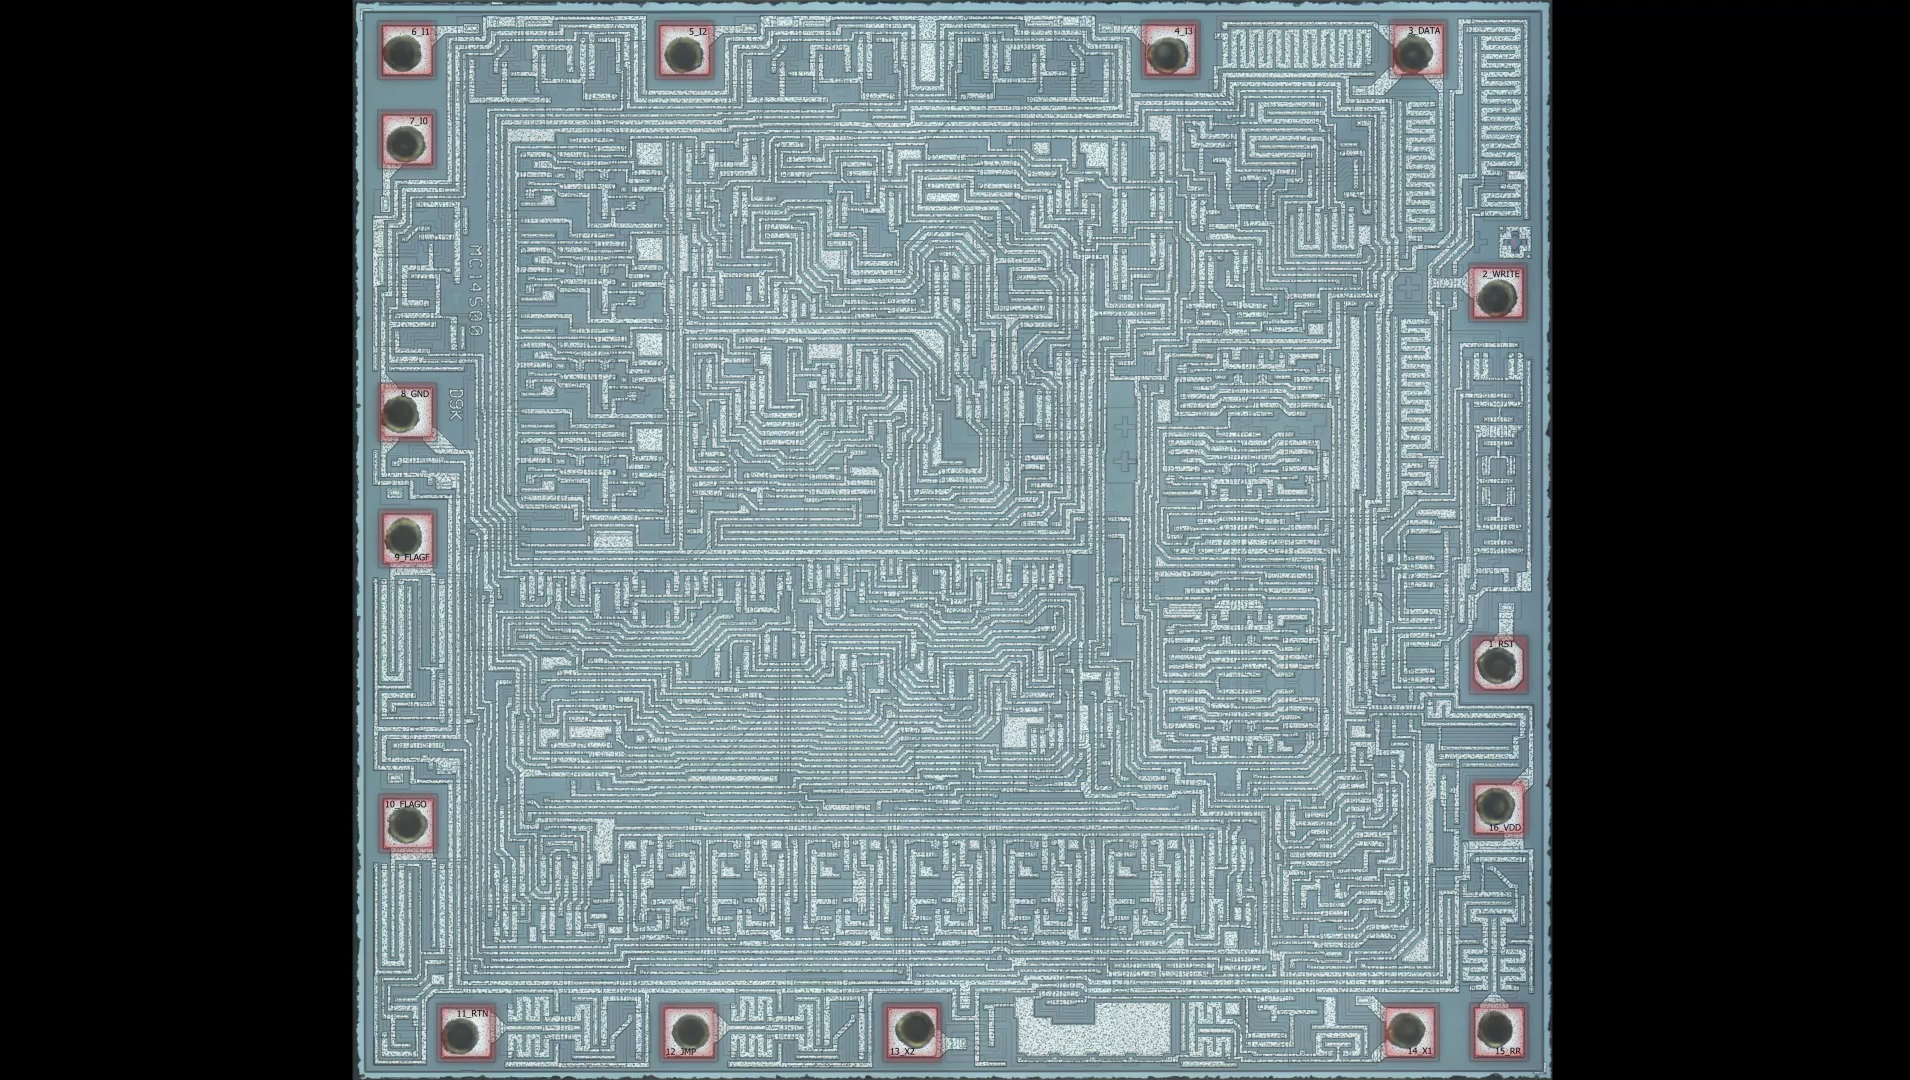 6_I1
5_I2
4_I3
3_DATA
7_I0
MC14500
2_WRITE
8_GND
D9K
9_FLAGF
1_RST
10_FLAGO
16_VDD
11_RTN
12_JMP
13_X2
14_X1
15_RR